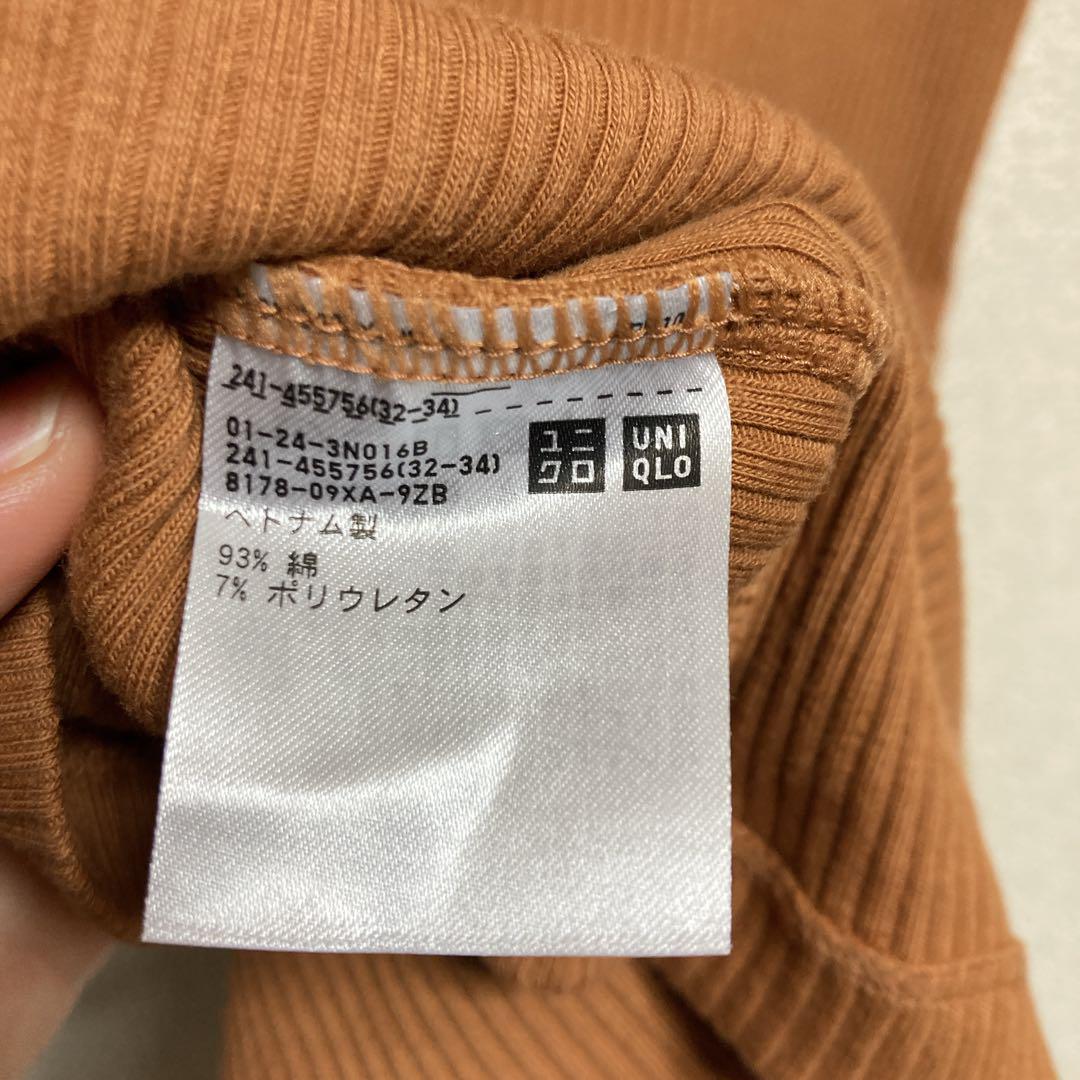 241-455756(32-34)
01-24-3N016B
241-455756(32-34)
8178-09XA-9ZB
ユニ
クロ
UNI
QLO
ベトナム製
93% 綿
7% ポリウレタン